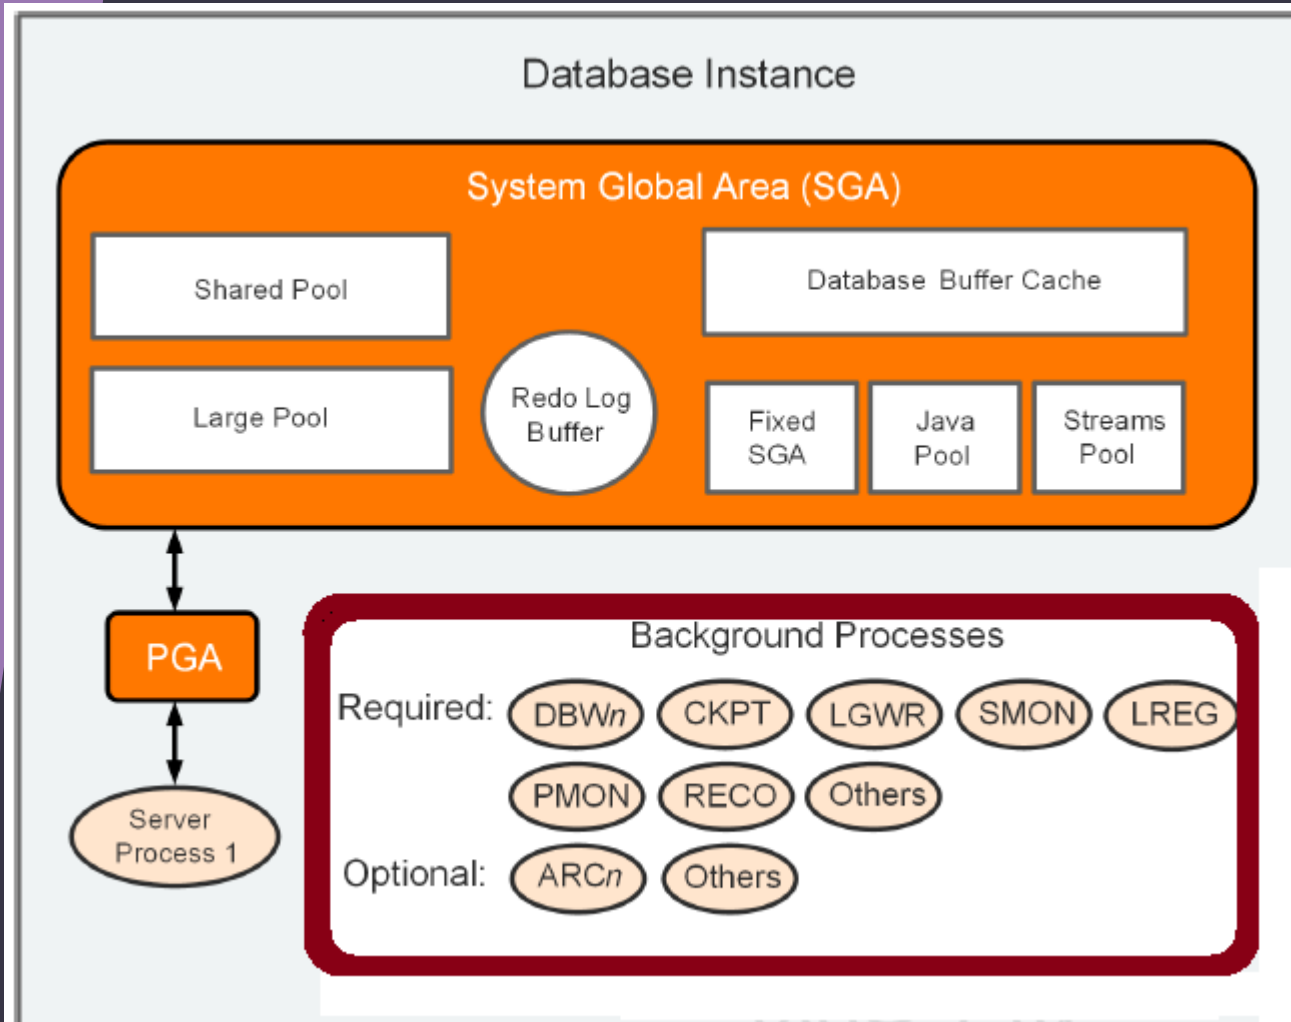 Database Instance
System Global Area (SGA)
Shared Pool
Database Buffer Cache
Large Pool
Redo Log
Buffer
Fixed
SGA
Java
Pool
Streams
Pool
PGA
Server
Process 1
Background Processes
Required: DBWn CKPT LGWR SMON LREG
PMON RECO Others
Optional: ARCn Others